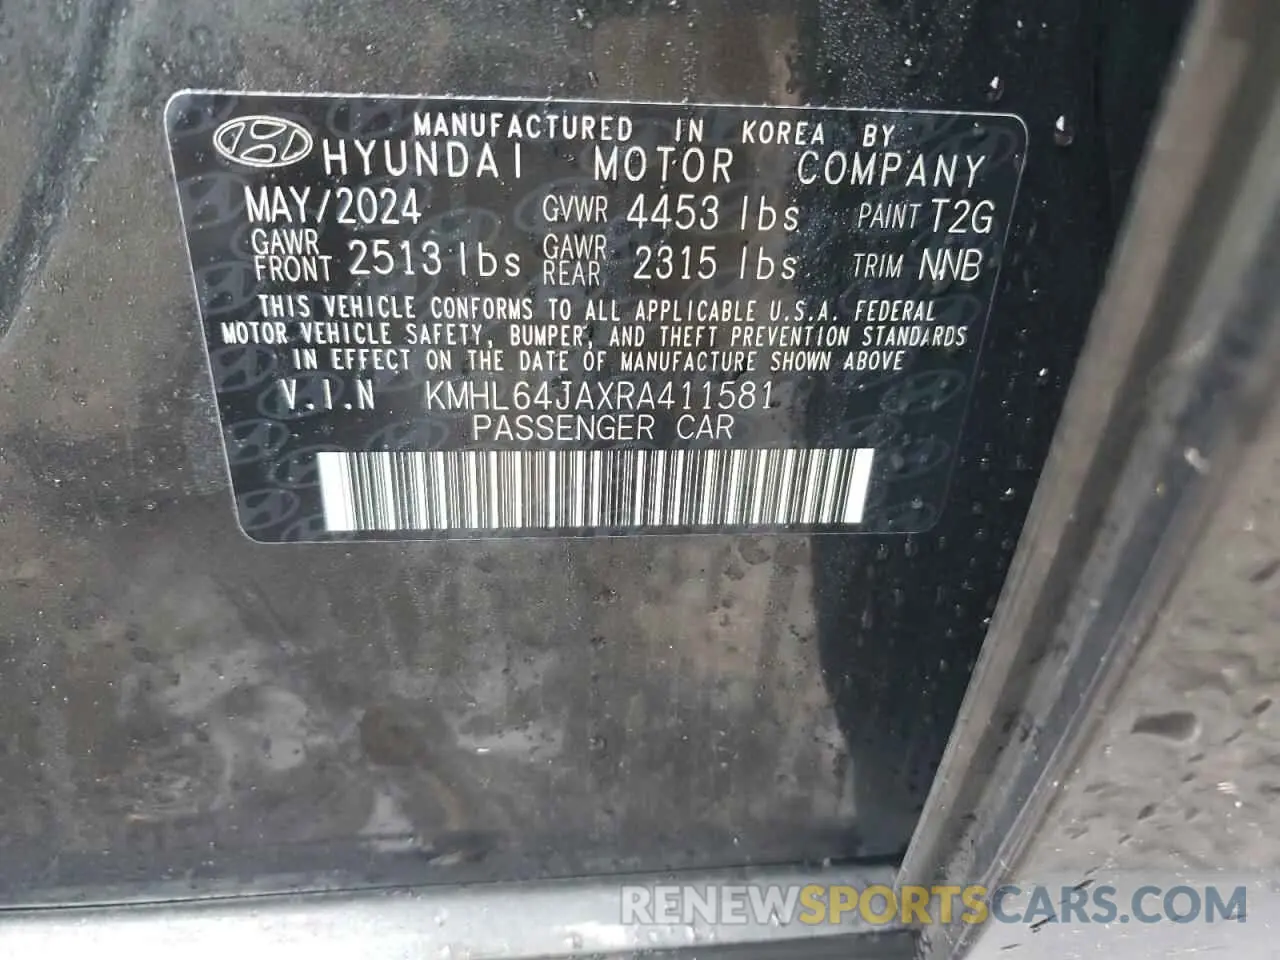 MANUFACTURED IN KOREA BY
HYUNDAI MOTOR COMPANY
MAY/2024 GVWR 4453 lbs PAINT T2G
GAWR FRONT 2513 lbs GAWR REAR 2315 lbs TRIM NNB
THIS VEHICLE CONFORMS TO ALL APPLICABLE U.S.A. FEDERAL
MOTOR VEHICLE SAFETY, BUMPER, AND THEFT PREVENTION STANDARDS
IN EFFECT ON THE DATE OF MANUFACTURE SHOWN ABOVE
V.I.N KMHL64JAXRA411581
PASSENGER CAR
RENEWSPORTSCARS.COM